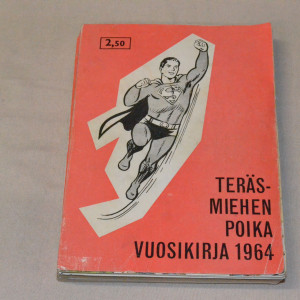 2,50
TERÄS-
MIEHEN
POIKA
VUOSIKIRJA 1964